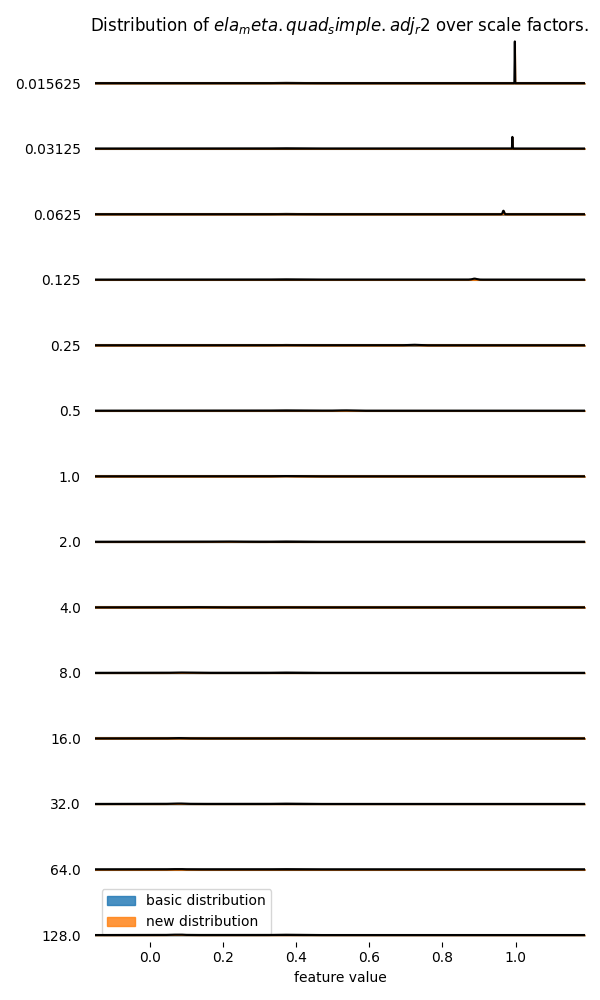 Distribution of ela_meta.quad_simple.adj_r2 over scale factors.
0.015625
0.03125
0.0625
0.125
0.25
0.5
1.0
2.0
4.0
8.0
16.0
32.0
64.0
basic distribution
new distribution
128.0
0.0 0.2 0.4 0.6 0.8 1.0
feature value